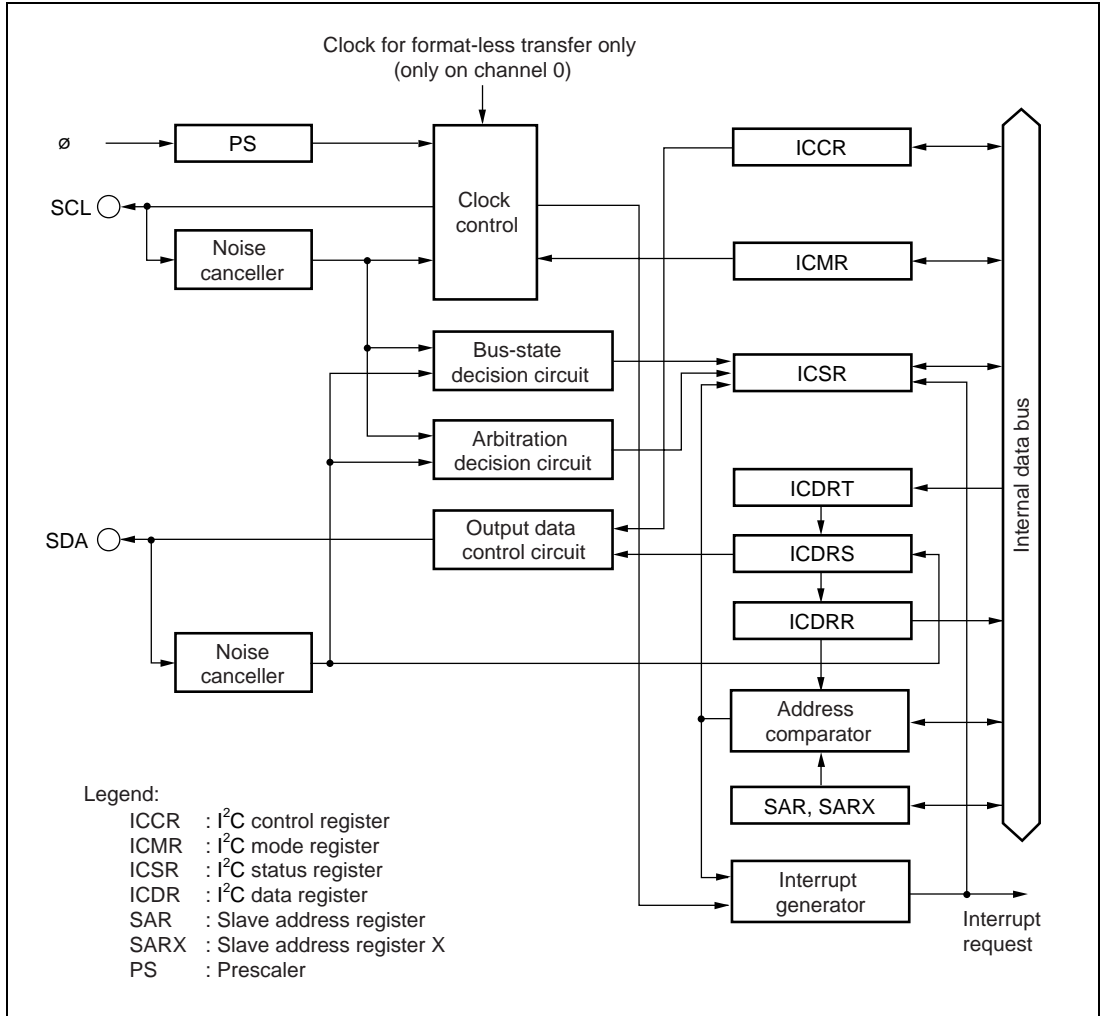 Clock for format-less transfer only
(only on channel 0)
ø
PS
ICCR
SCL
Clock
control
Noise
canceller
ICMR
Bus-state
decision circuit
ICSR
Arbitration
decision circuit
Internal data bus
ICDRT
SDA
Output data
control circuit
ICDRS
ICDRR
Noise
canceller
Address
comparator
SAR, SARX
Interrupt
generator
Interrupt
request
Legend:
ICCR : I²C control register
ICMR : I²C mode register
ICSR : I²C status register
ICDR : I²C data register
SAR : Slave address register
SARX : Slave address register X
PS : Prescaler